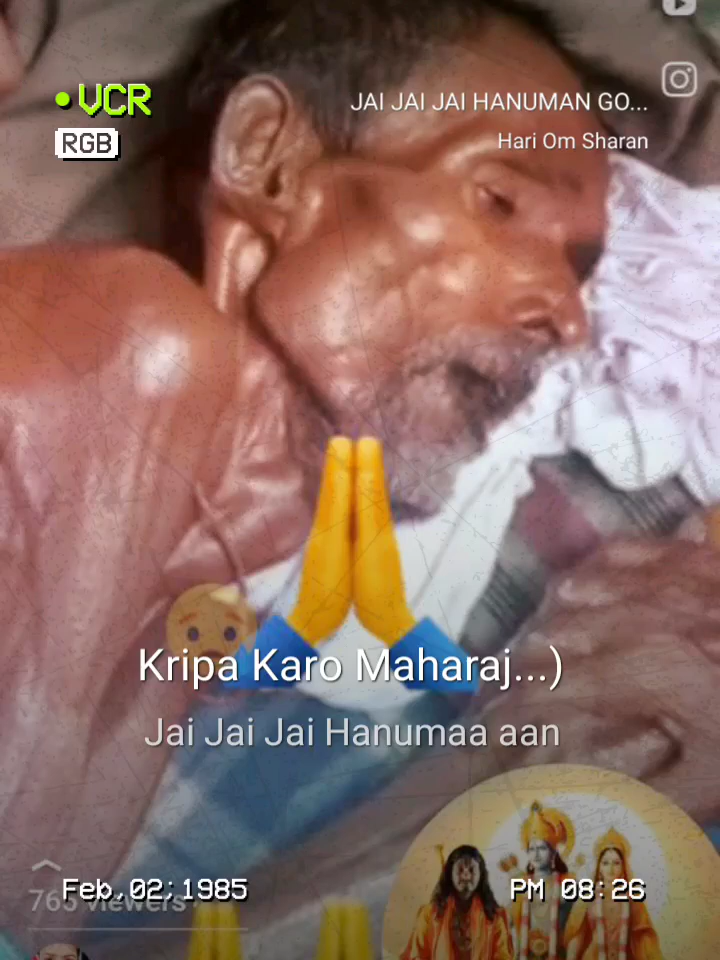 VCR
RGB
JAI JAI JAI HANUMAN GO...
Hari Om Sharan
Kripa Karo Maharaj...)
Jai Jai Jai Hanumaa aan
765 viewers
Feb,02;1985
PM 08:26